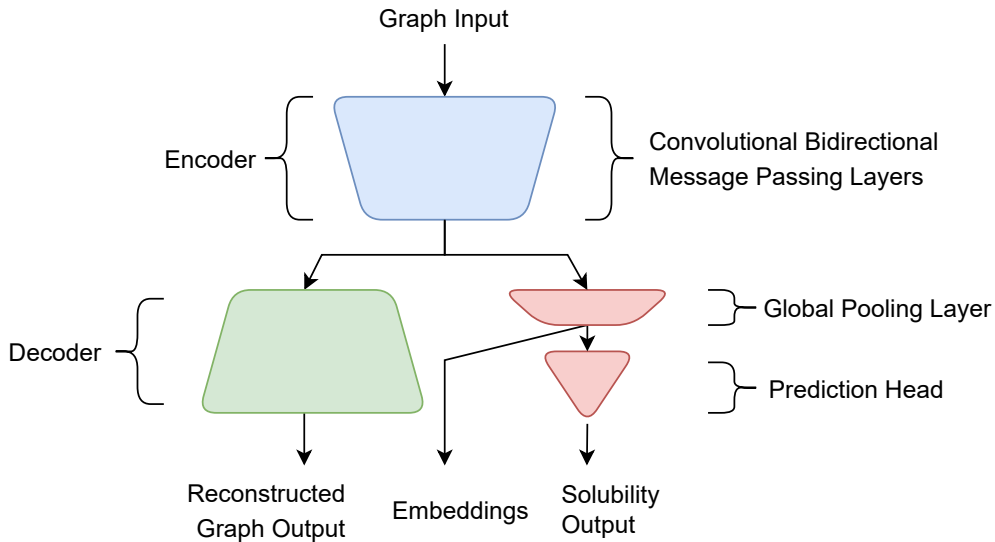 Graph Input
Encoder
Convolutional Bidirectional
Message Passing Layers
Global Pooling Layer
Decoder
Prediction Head
Reconstructed
Graph Output
Embeddings
Solubility
Output